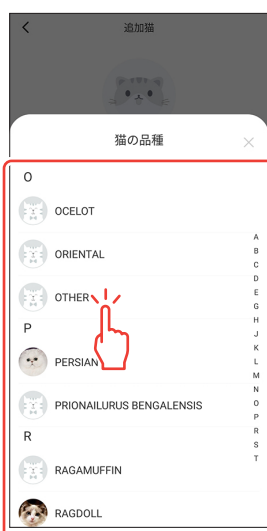 追加猫
猫の品種
O
OCELOT
ORIENTAL
OTHER
P
PERSIAN
PRIONAILURUS BENGALENSIS
R
RAGAMUFFIN
RAGDOLL
A
B
C
D
E
G
H
J
K
L
M
N
O
P
R
S
T